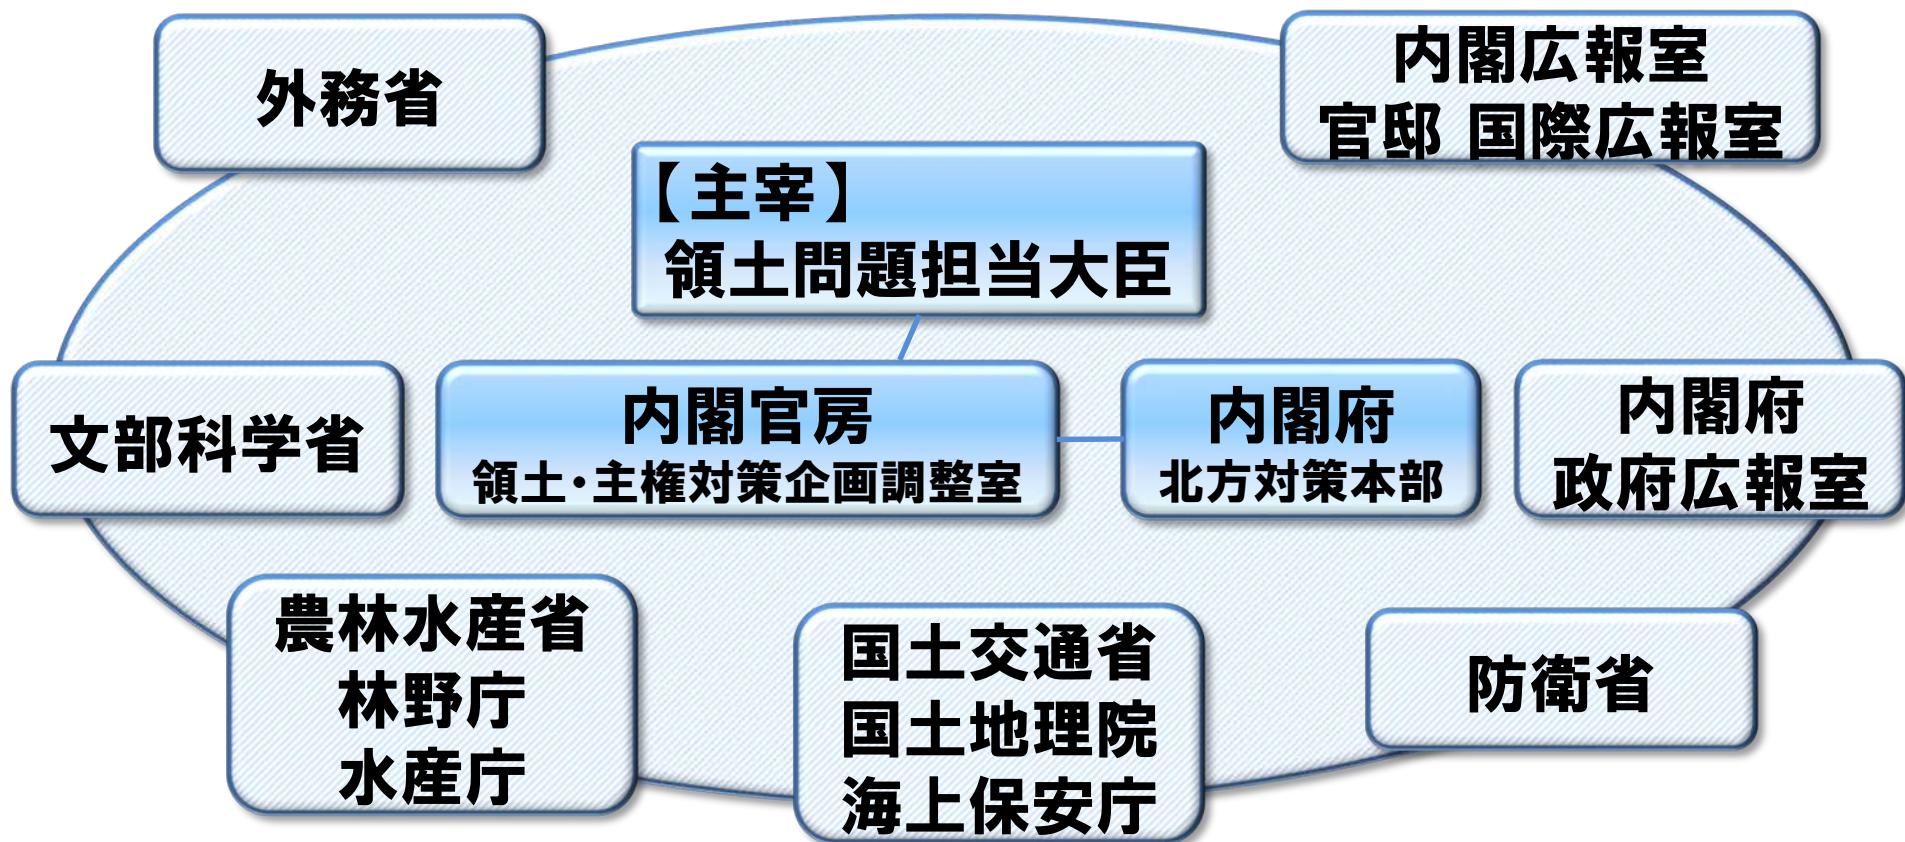 外務省
内閣広報室
官邸 国際広報室
【主宰】
領土問題担当大臣
文部科学省
内閣官房
領土・主権対策企画調整室
内閣府
北方対策本部
内閣府
政府広報室
農林水産省
林野庁
水産庁
国土交通省
国土地理院
海上保安庁
防衛省